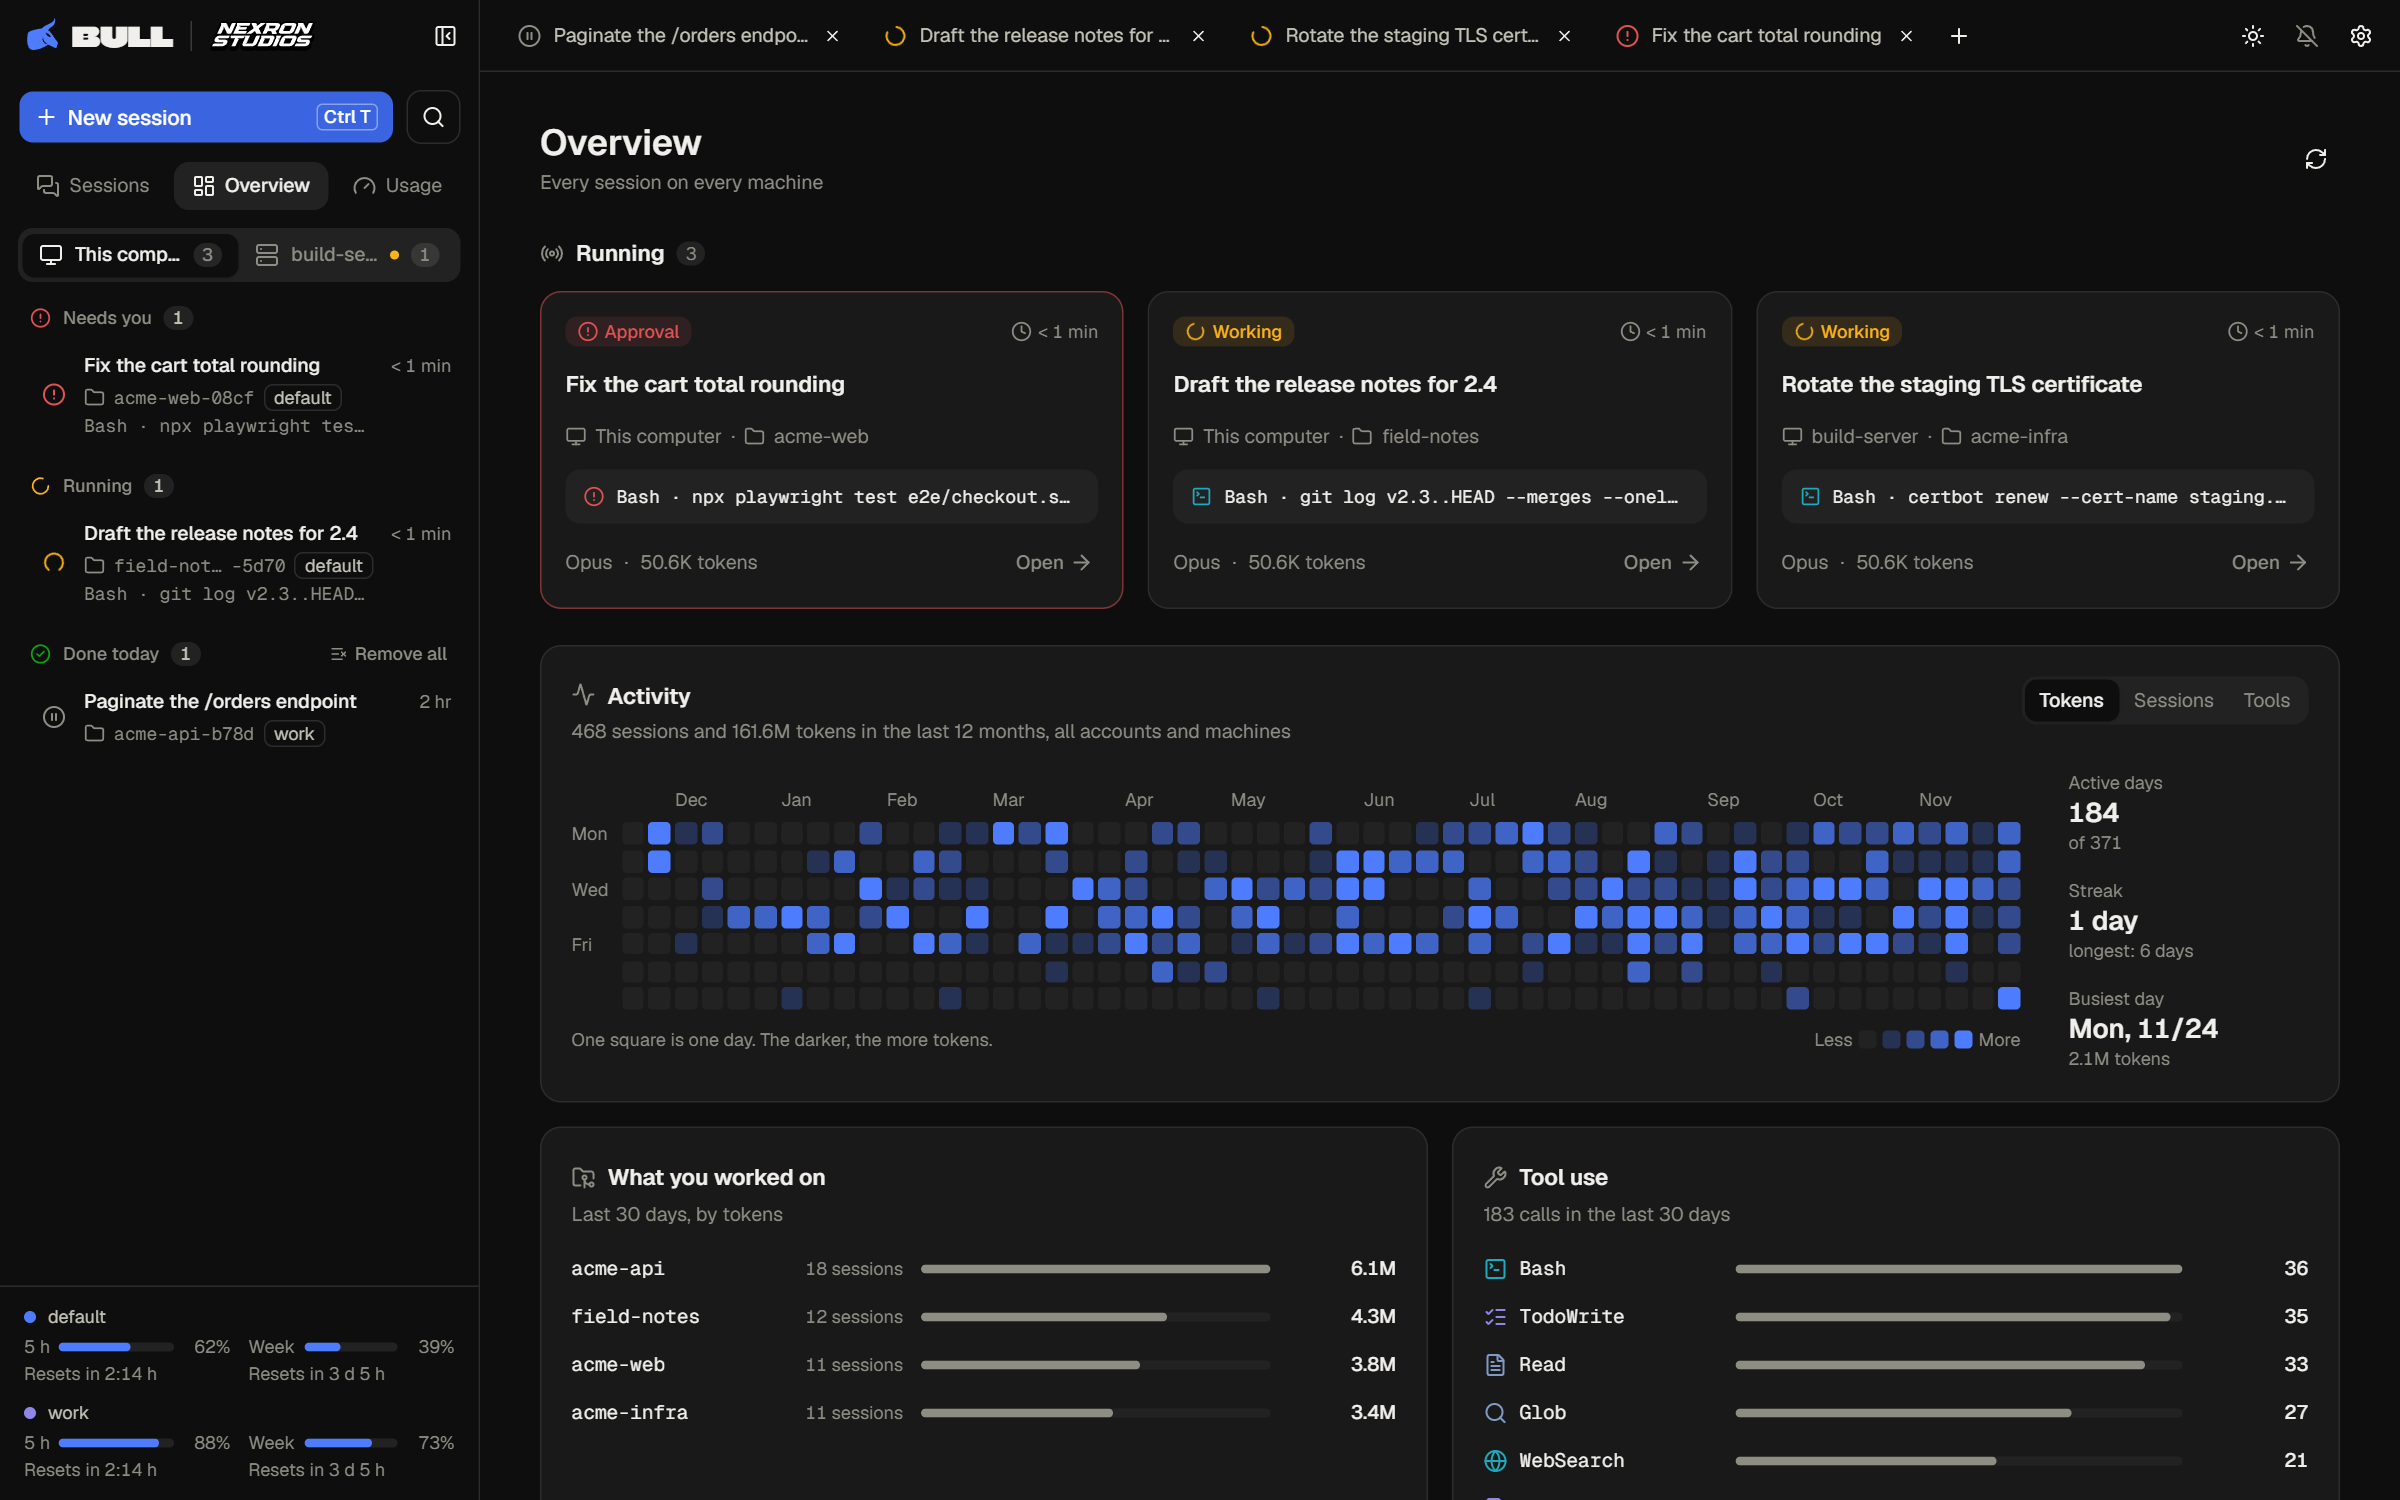 BULL
NEXRON STUDIOS
Paginate the /orders endpo...
Draft the release notes for ...
Rotate the staging TLS cert...
Fix the cart total rounding
New session
Ctrl T
Sessions
Overview
Usage
This comp...
3
build-se...
1
Needs you 1
Fix the cart total rounding
< 1 min
acme-web-08cf
default
Bash · npx playwright tes…
Running 1
Draft the release notes for 2.4
< 1 min
field-not… -5d70
default
Bash · git log v2.3..HEAD…
Done today 1
Remove all
Paginate the /orders endpoint
2 hr
acme-api-b78d
work
default
5 h 62% Week 39%
Resets in 2:14 h Resets in 3 d 5 h
work
5 h 88% Week 73%
Resets in 2:14 h Resets in 3 d 5 h
Overview
Every session on every machine
Running 3
Approval
< 1 min
Fix the cart total rounding
This computer · acme-web
Bash · npx playwright test e2e/checkout.s…
Opus · 50.6K tokens
Open
Working
< 1 min
Draft the release notes for 2.4
This computer · field-notes
Bash · git log v2.3..HEAD --merges --onel…
Opus · 50.6K tokens
Open
Working
< 1 min
Rotate the staging TLS certificate
build-server · acme-infra
Bash · certbot renew --cert-name staging.…
Opus · 50.6K tokens
Open
Activity
468 sessions and 161.6M tokens in the last 12 months, all accounts and machines
Tokens Sessions Tools
Dec Jan Feb Mar Apr May Jun Jul Aug Sep Oct Nov
Mon
Wed
Fri
One square is one day. The darker, the more tokens.
Less More
Active days
184
of 371
Streak
1 day
longest: 6 days
Busiest day
Mon, 11/24
2.1M tokens
What you worked on
Last 30 days, by tokens
acme-api 18 sessions 6.1M
field-notes 12 sessions 4.3M
acme-web 11 sessions 3.8M
acme-infra 11 sessions 3.4M
Tool use
183 calls in the last 30 days
Bash 36
TodoWrite 35
Read 33
Glob 27
WebSearch 21